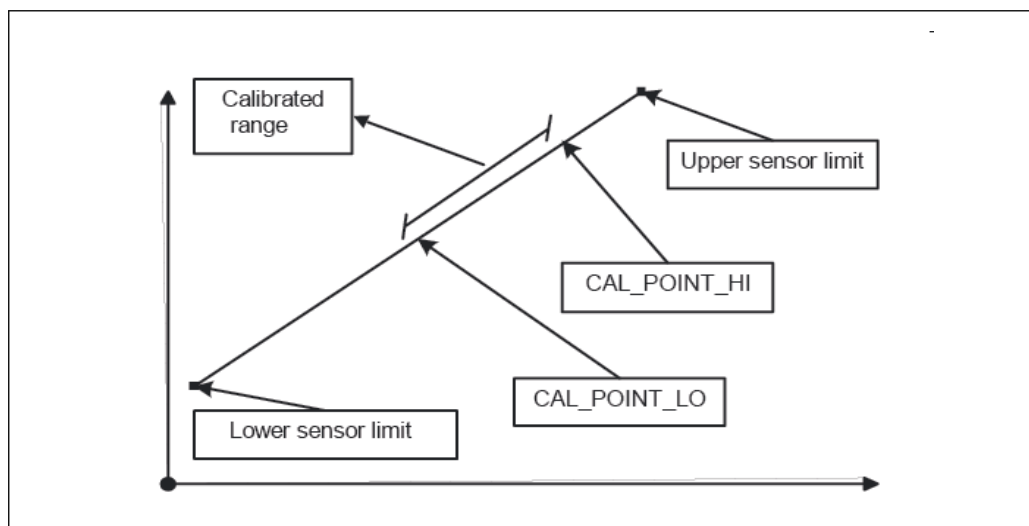 Calibrated
range
Upper sensor limit
CAL_POINT_HI
CAL_POINT_LO
Lower sensor limit